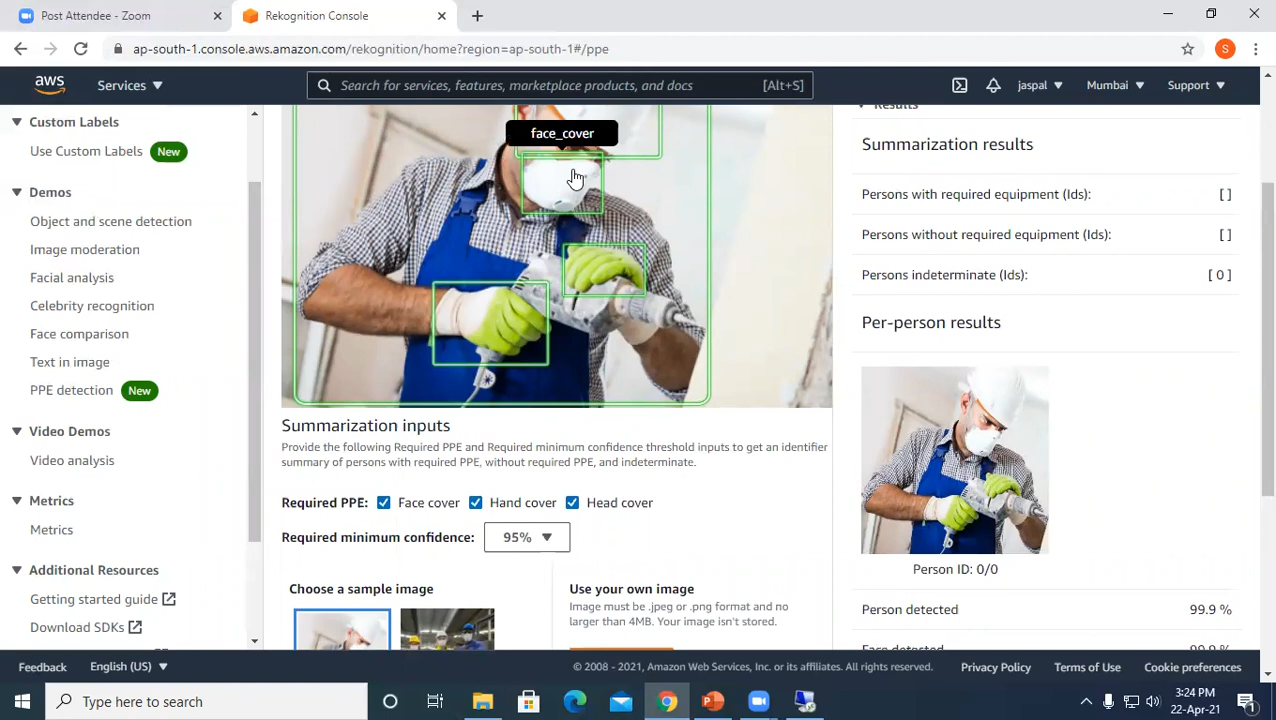 Post Attendee - Zoom
Rekognition Console
ap-south-1.console.aws.amazon.com/rekognition/home?region=ap-south-1#/ppe
S
aws
Services
Search for services, features, marketplace products, and docs
[Alt+S]
jaspal
Mumbai
Support
Custom Labels
Use Custom Labels
New
Demos
Object and scene detection
Image moderation
Facial analysis
Celebrity recognition
Face comparison
Text in image
PPE detection
New
Video Demos
Video analysis
Metrics
Metrics
Additional Resources
Getting started guide
Download SDKs
face_cover
Summarization inputs
Provide the following Required PPE and Required minimum confidence threshold inputs to get an identifier
summary of persons with required PPE, without required PPE, and indeterminate.
Required PPE:
Face cover
Hand cover
Head cover
Required minimum confidence:
95%
Choose a sample image
Use your own image
Image must be .jpeg or .png format and no
larger than 4MB. Your image isn't stored.
Results
Summarization results
Persons with required equipment (Ids): [ ]
Persons without required equipment (Ids): [ ]
Persons indeterminate (Ids): [ 0 ]
Per-person results
Person ID: 0/0
Person detected 99.9 %
Face detected 99.9 %
Feedback
English (US)
© 2008 - 2021, Amazon Web Services, Inc. or its affiliates. All rights reserved.
Privacy Policy
Terms of Use
Cookie preferences
Type here to search
3:24 PM
22-Apr-21
1